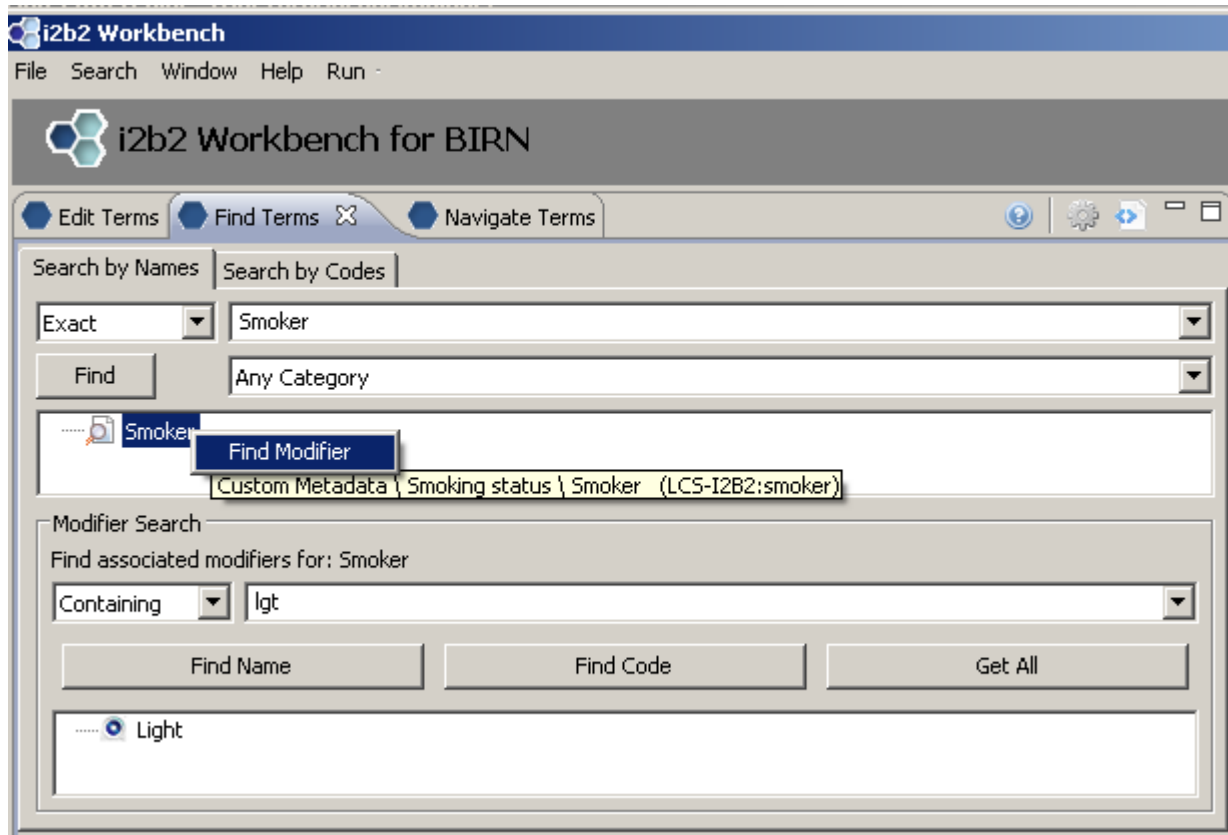 i2b2 Workbench
File Search Window Help Run
i2b2 Workbench for BIRN
Edit Terms Find Terms Navigate Terms
Search by Names Search by Codes
Exact Smoker
Find Any Category
Smoker
Find Modifier
Custom Metadata \ Smoking status \ Smoker (LCS-I2B2:smoker)
Modifier Search
Find associated modifiers for: Smoker
Containing lgt
Find Name Find Code Get All
Light